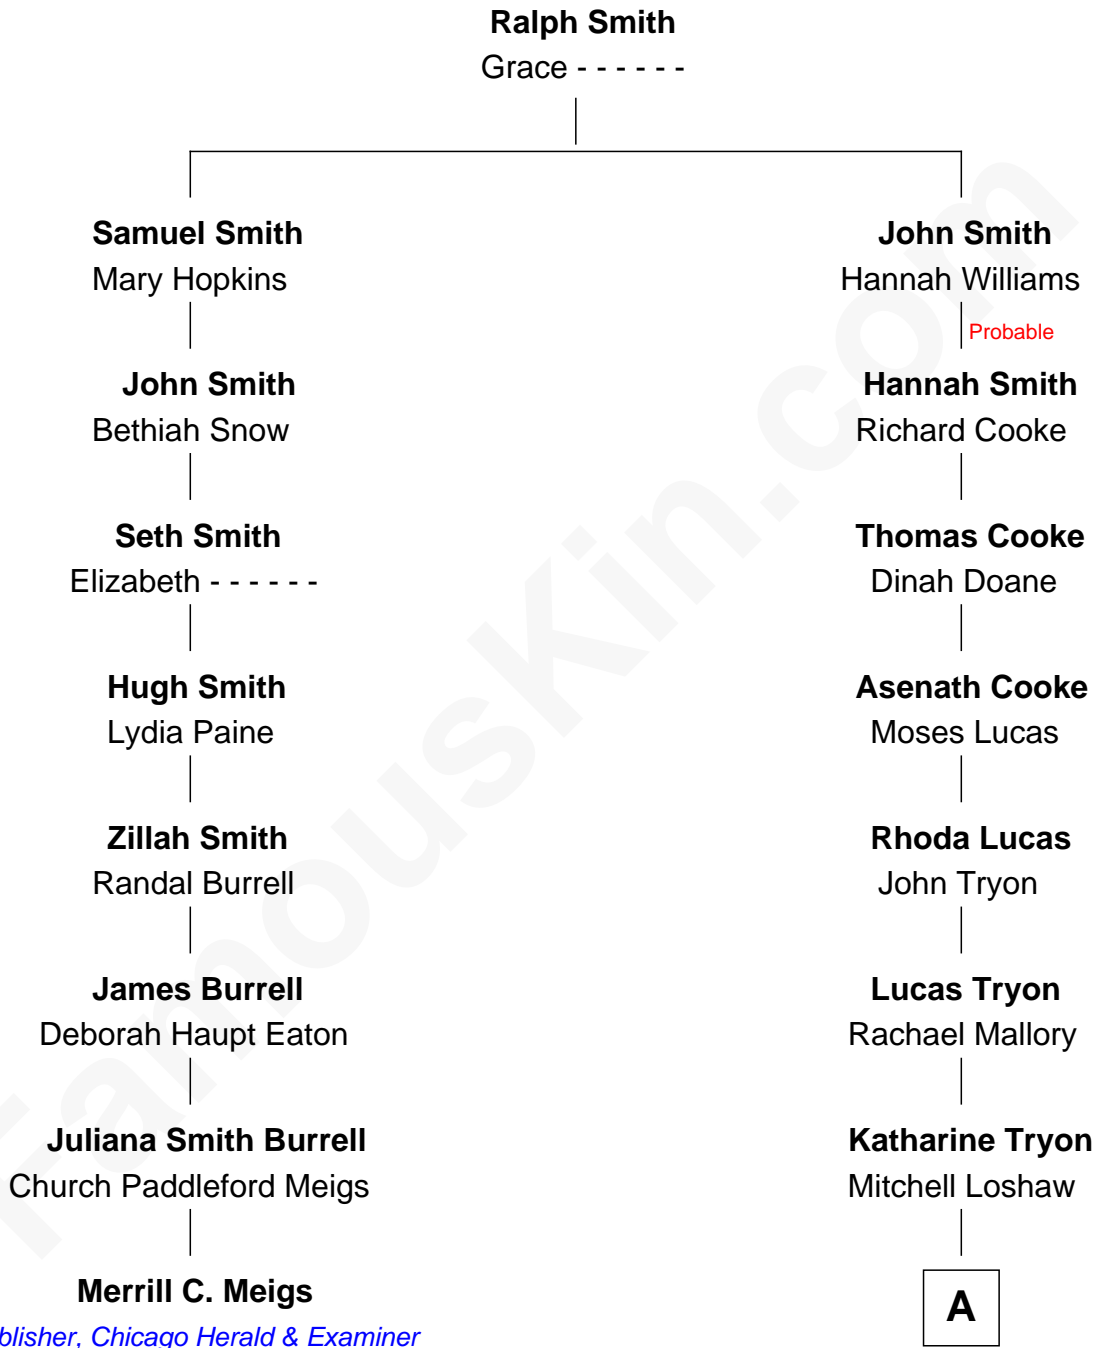 Ralph Smith
Grace - - - - - -
Samuel Smith
Mary Hopkins
John Smith
Hannah Williams
Probable
John Smith
Bethiah Snow
Hannah Smith
Richard Cooke
Seth Smith
Elizabeth - - - - - -
Thomas Cooke
Dinah Doane
Hugh Smith
Lydia Paine
Asenath Cooke
Moses Lucas
Zillah Smith
Randal Burrell
Rhoda Lucas
John Tryon
James Burrell
Deborah Haupt Eaton
Lucas Tryon
Rachael Mallory
Juliana Smith Burrell
Church Paddleford Meigs
Katharine Tryon
Mitchell Loshaw
Merrill C. Meigs
blisher, Chicago Herald & Examiner
A
FamousKin.com